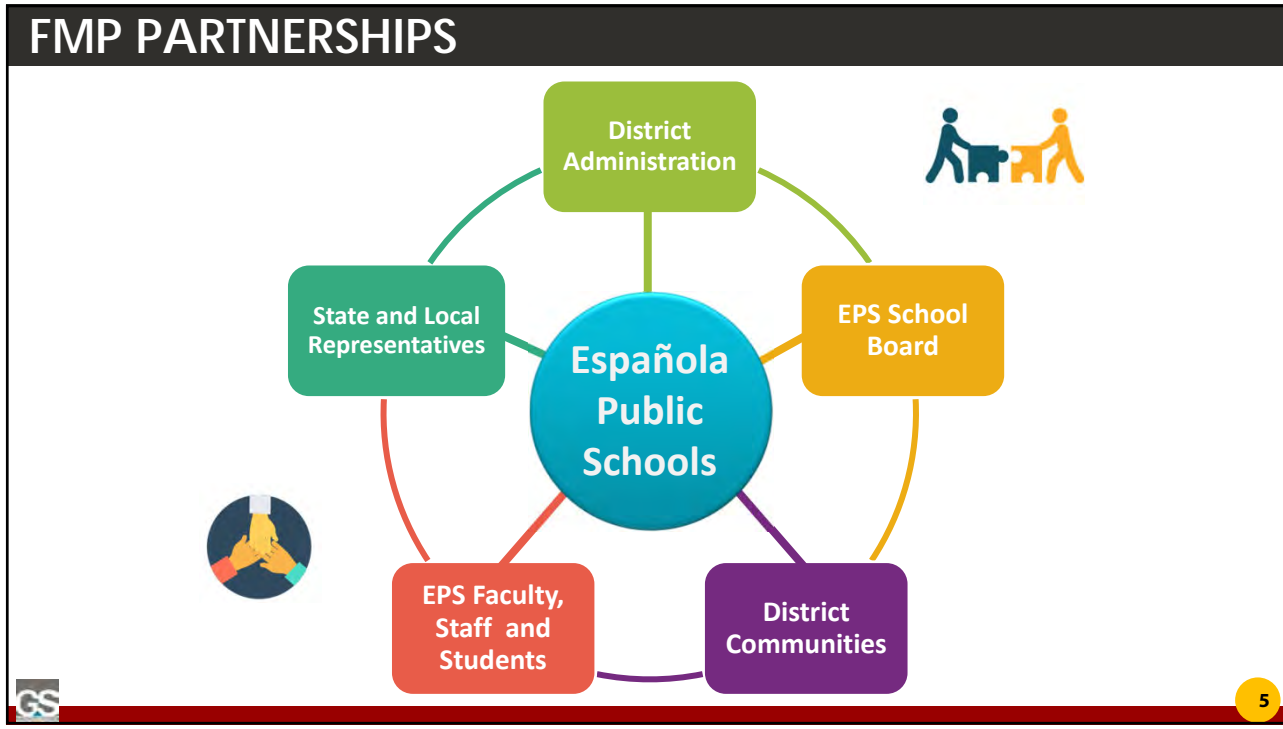 FMP PARTNERSHIPS
District
Administration
State and Local
Representatives
EPS School
Board
Española
Public
Schools
EPS Faculty,
Staff and
Students
District
Communities
GS
5